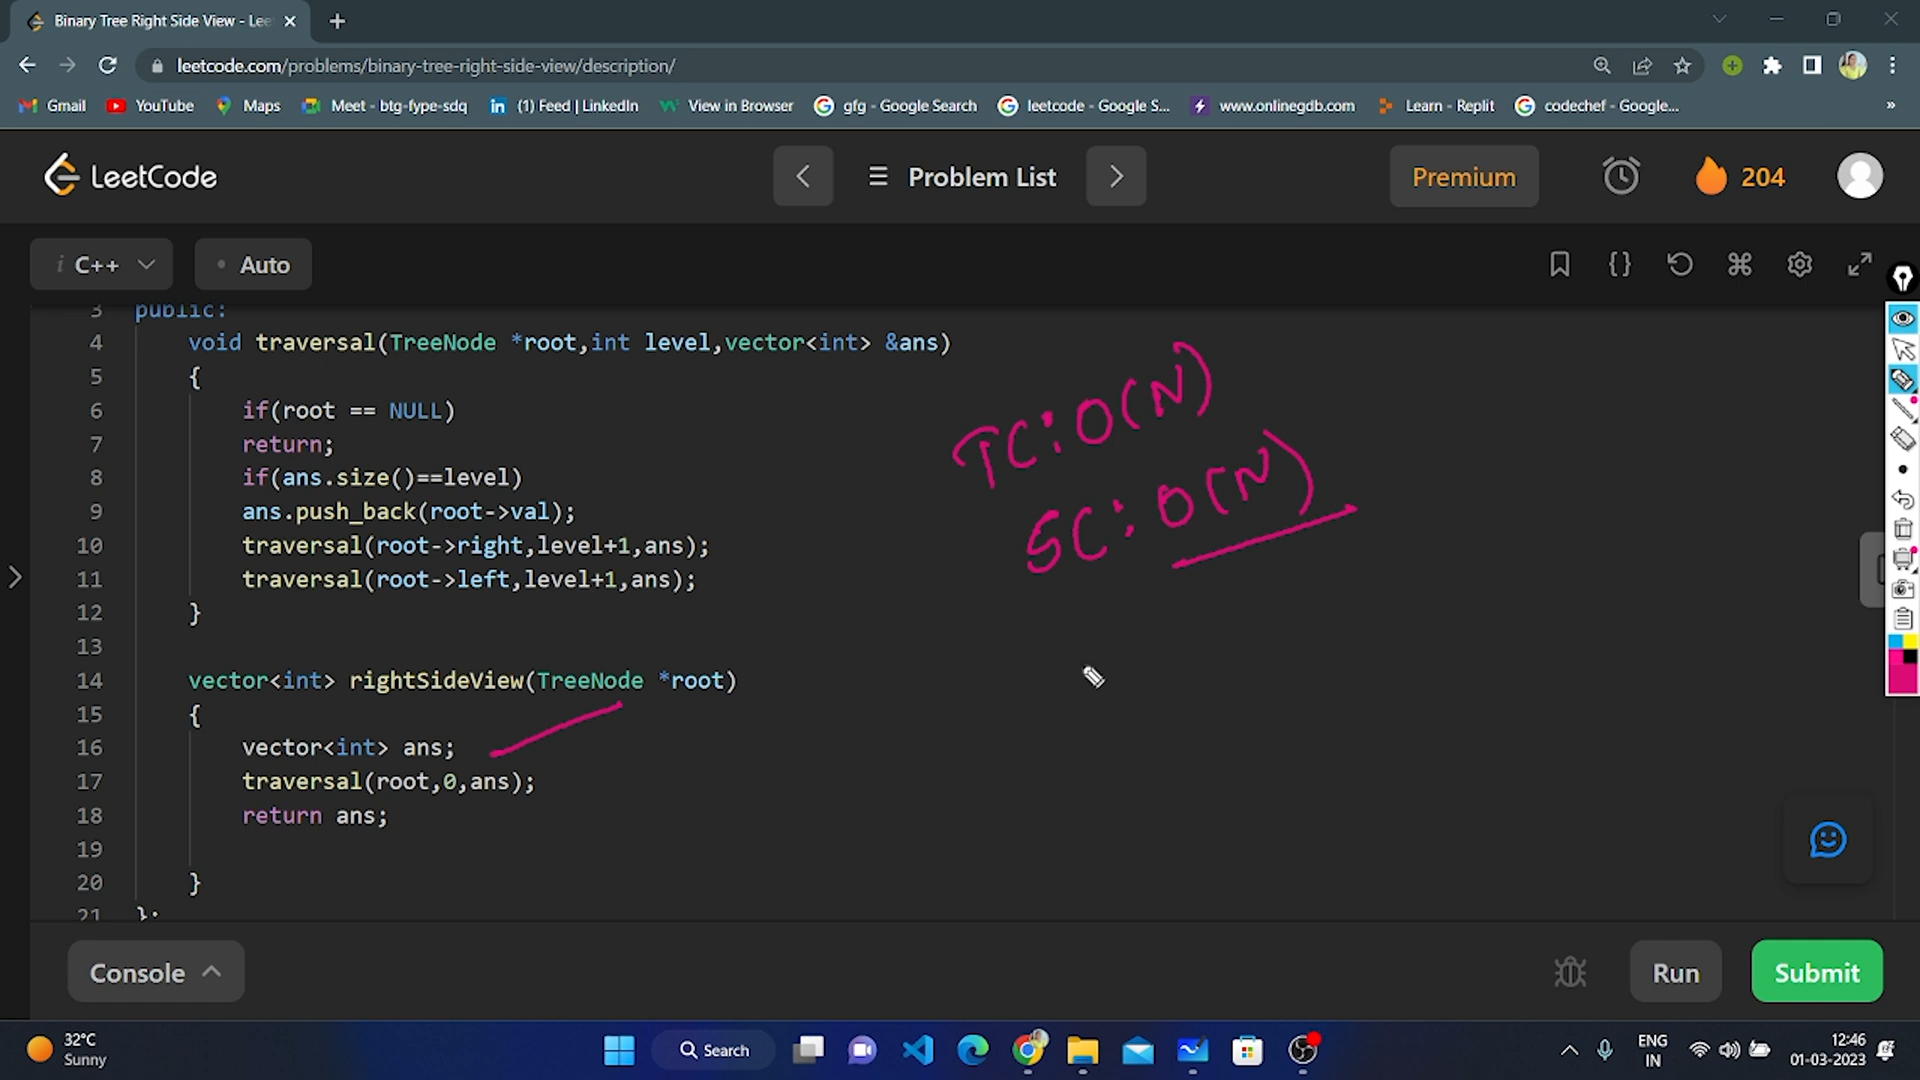 Binary Tree Right Side View - Lee
leetcode.com/problems/binary-tree-right-side-view/description/
Gmail YouTube Maps Meet - btg-fype-sdq (1) Feed | LinkedIn View in Browser gfg - Google Search leetcode - Google S... www.onlinegdb.com Learn - Replit codechef - Google... »
LeetCode Problem List Premium 204
i C++ • Auto {}
3 public:
4 void traversal(TreeNode *root,int level,vector<int> &ans)
5 {
6 if(root == NULL)
7 return;
8 if(ans.size()==level)
9 ans.push_back(root->val);
10 traversal(root->right,level+1,ans);
11 traversal(root->left,level+1,ans);
12 }
13
14 vector<int> rightSideView(TreeNode *root)
15 {
16 vector<int> ans;
17 traversal(root,0,ans);
18 return ans;
19
20 }
21 };
TC:O(N)
SC:O(N)
Console Run Submit
32°C
Sunny
Search
ENG
IN
12:46
01-03-2023